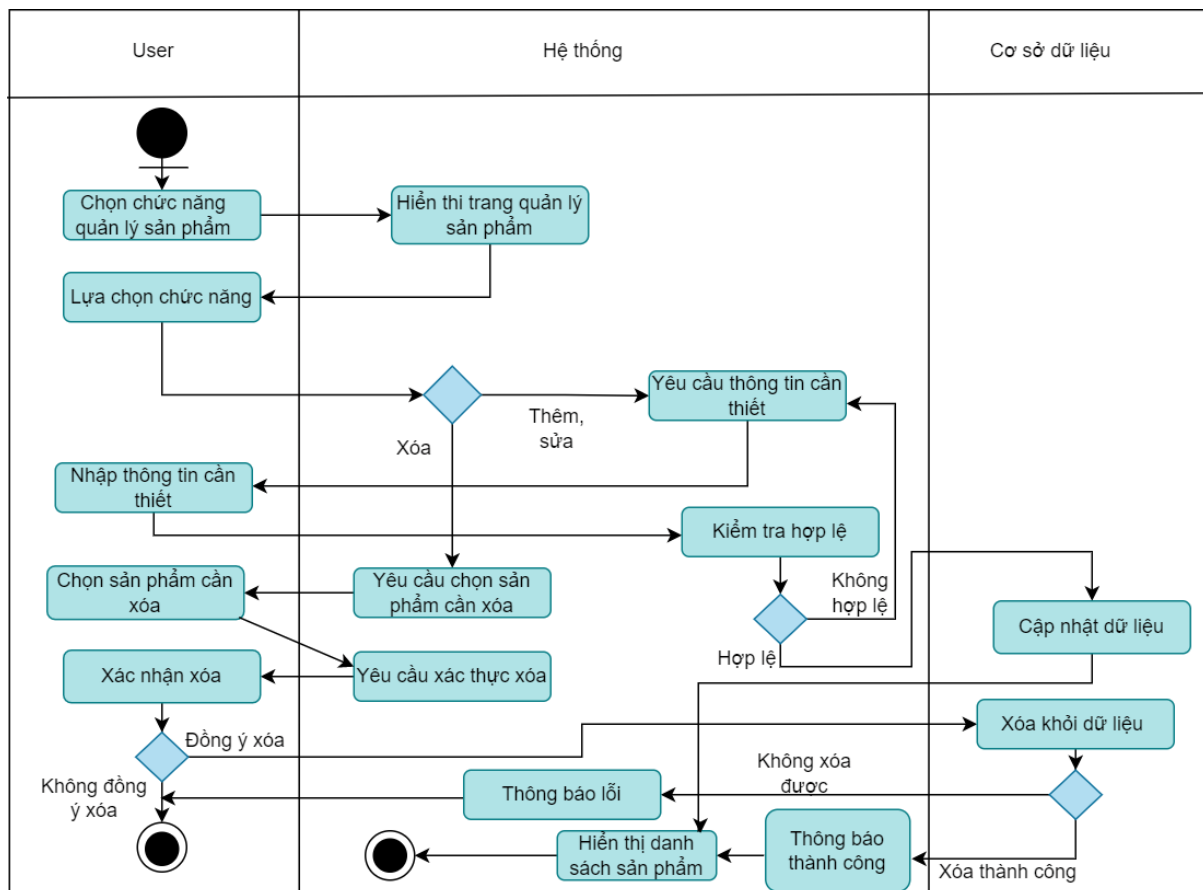 User
Hệ thống
Cơ sở dữ liệu
Chọn chức năng
quản lý sản phẩm
Hiển thi trang quản lý
sản phẩm
Lựa chọn chức năng
Yêu cầu thông tin cần
thiết
Thêm,
sửa
Xóa
Nhập thông tin cần
thiết
Kiểm tra hợp lệ
Chọn sản phẩm cần
xóa
Yêu cầu chọn sản
phẩm cần xóa
Không
hợp lệ
Cập nhật dữ liệu
Hợp lệ
Xác nhận xóa
Yêu cầu xác thực xóa
Xóa khỏi dữ liệu
Đồng ý xóa
Không đồng
ý xóa
Thông báo lỗi
Không xóa
được
Hiển thị danh
sách sản phẩm
Thông báo
thành công
Xóa thành công